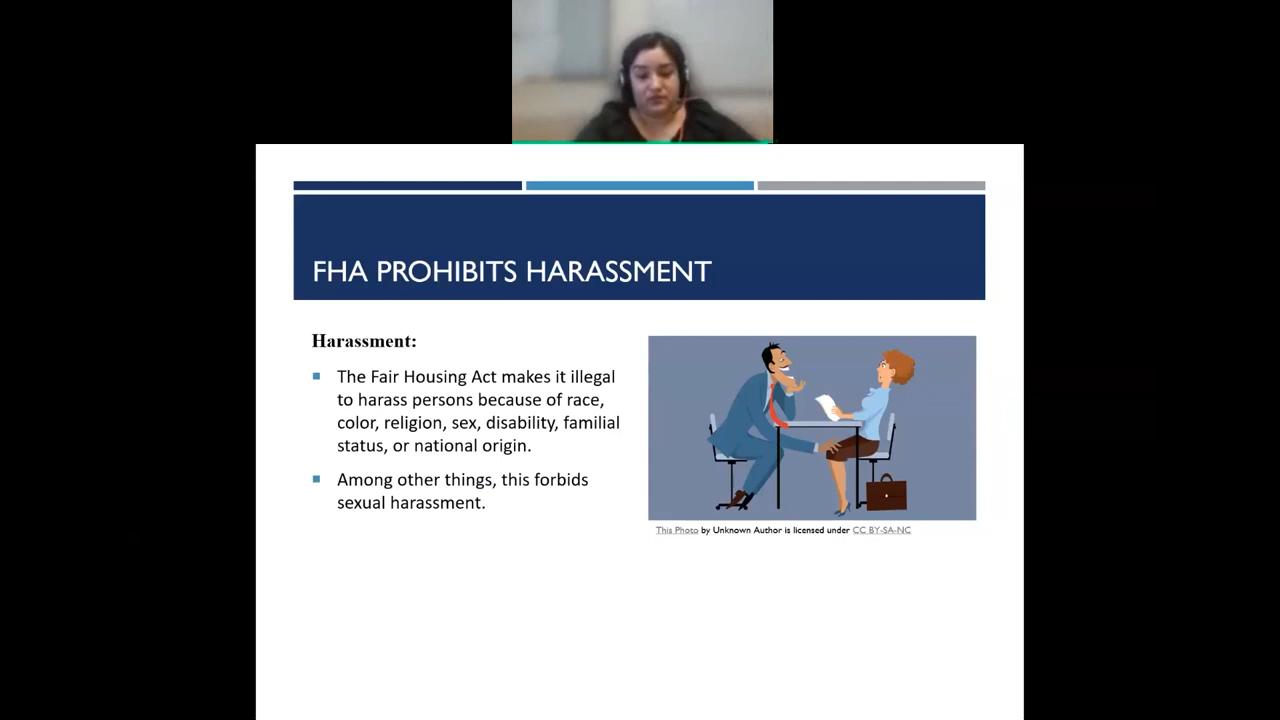 FHA PROHIBITS HARASSMENT
Harassment:
The Fair Housing Act makes it illegal
to harass persons because of race,
color, religion, sex, disability, familial
status, or national origin.
Among other things, this forbids
sexual harassment.
This Photo by Unknown Author is licensed under CC BY-SA-NC